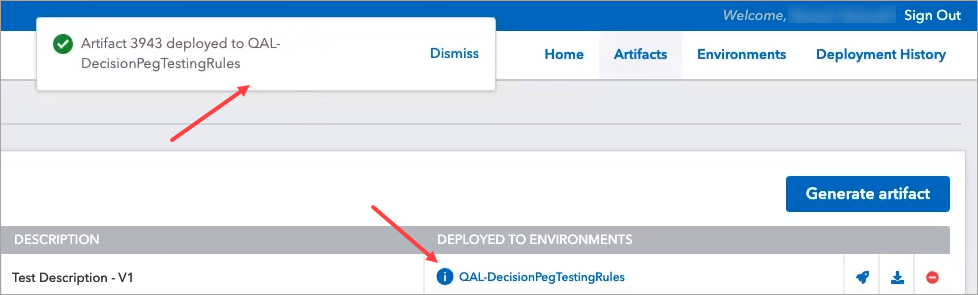 Welcome,
Sign Out
Artifact 3943 deployed to QAL-
DecisionPegTestingRules
Dismiss
Home
Artifacts
Environments
Deployment History
Generate artifact
DESCRIPTION
DEPLOYED TO ENVIRONMENTS
Test Description - V1
QAL-DecisionPegTestingRules